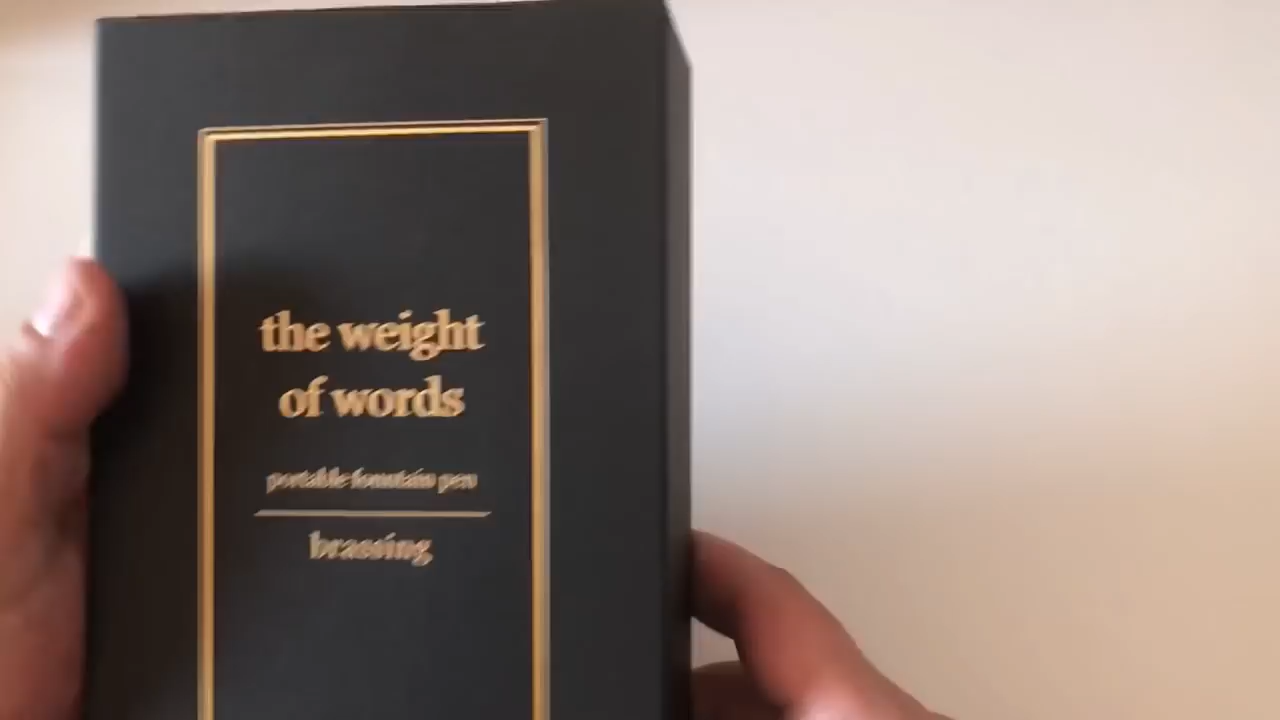 the weight
of words
portable fountain pen
brassing